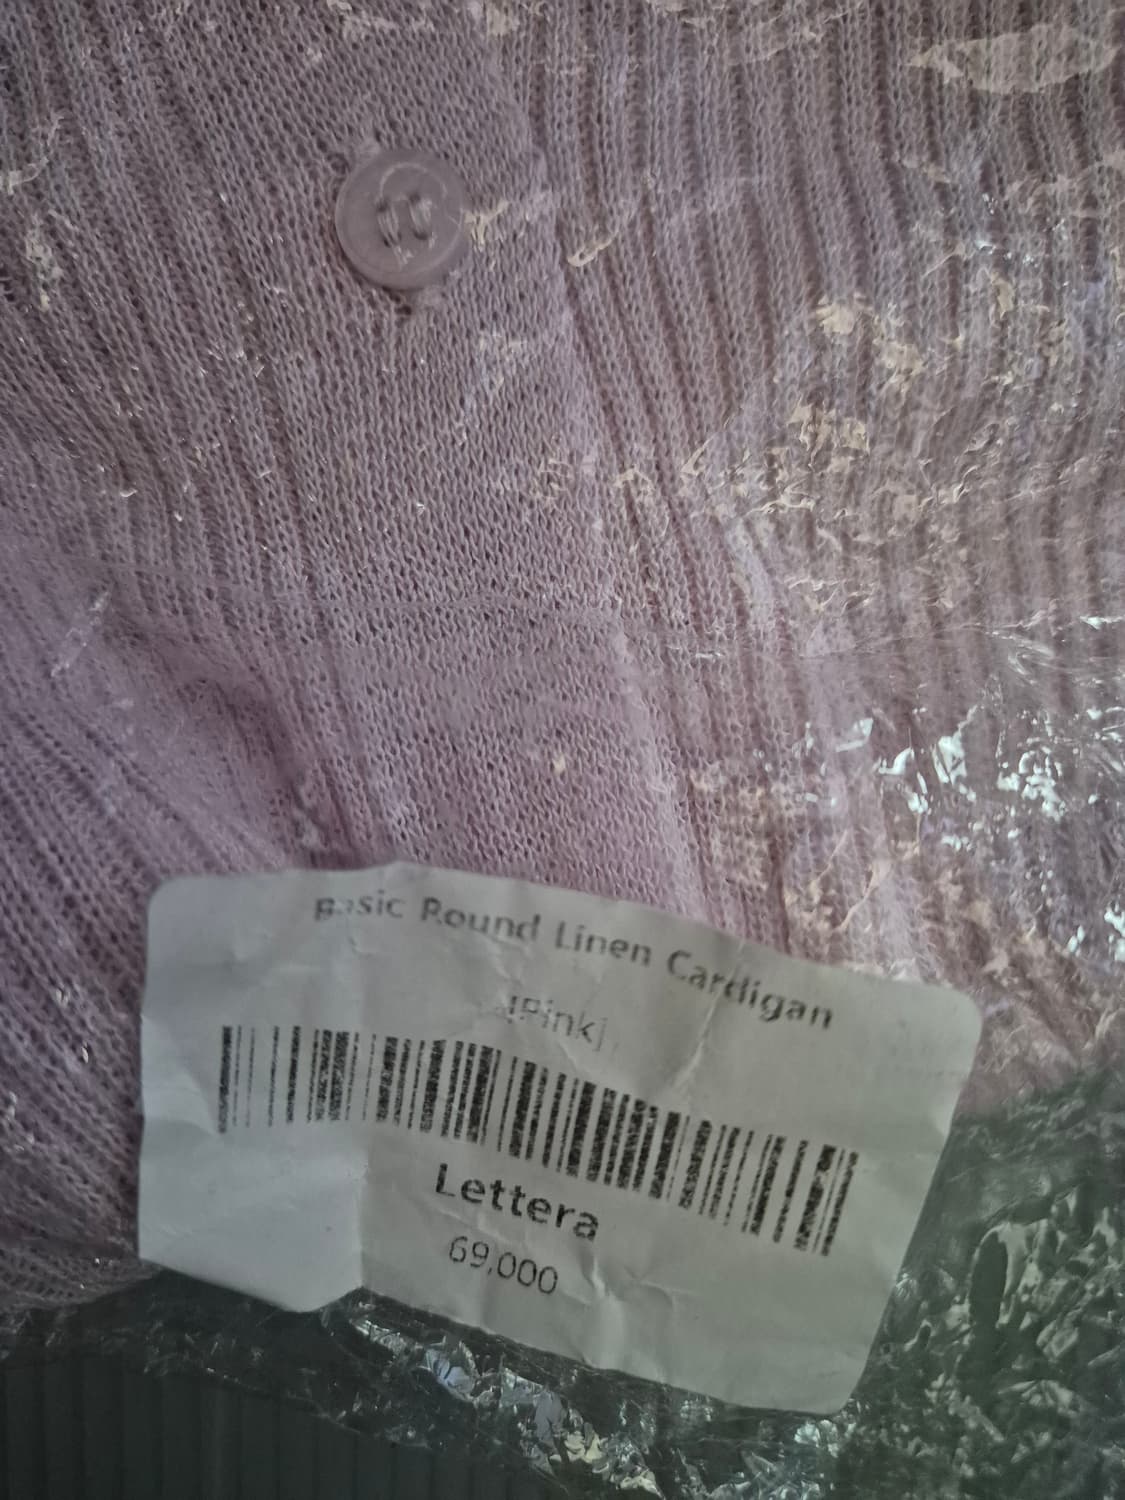 Basic Round Linen Cardigan
[Pink]
Lettera
69,000